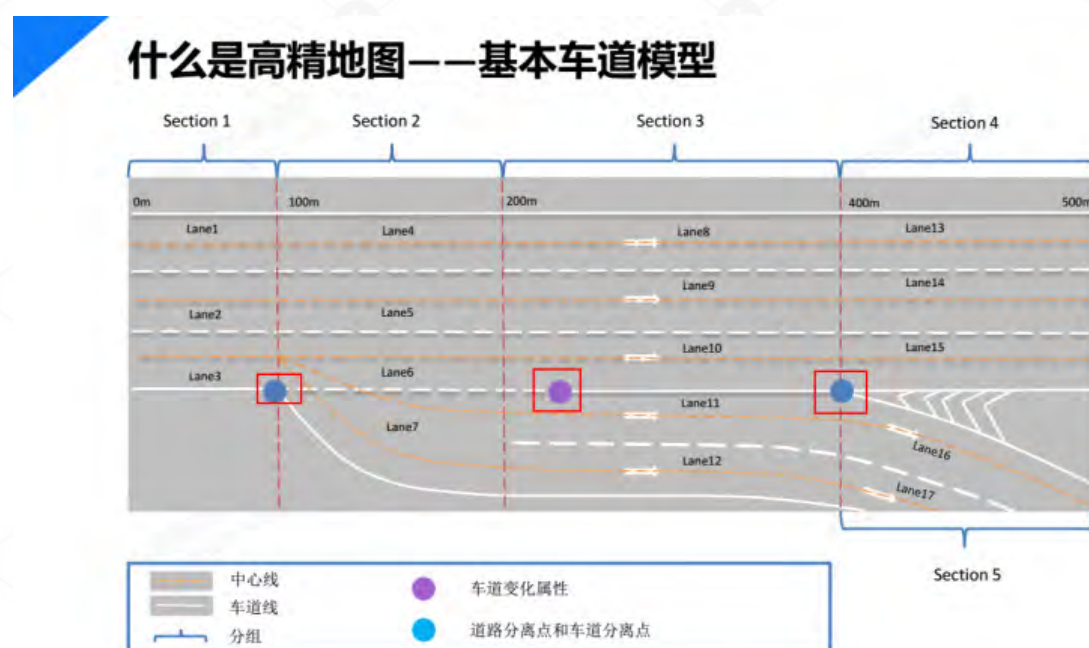 什么是高精地图——基本车道模型
Section 1
Section 2
Section 3
Section 4
0m
100m
200m
400m
500m
Lane1
Lane4
Lane8
Lane13
Lane9
Lane14
Lane2
Lane5
Lane10
Lane15
Lane3
Lane6
Lane11
Lane7
Lane16
Lane12
Lane17
Section 5
中心线
车道线
分组
车道变化属性
道路分离点和车道分离点